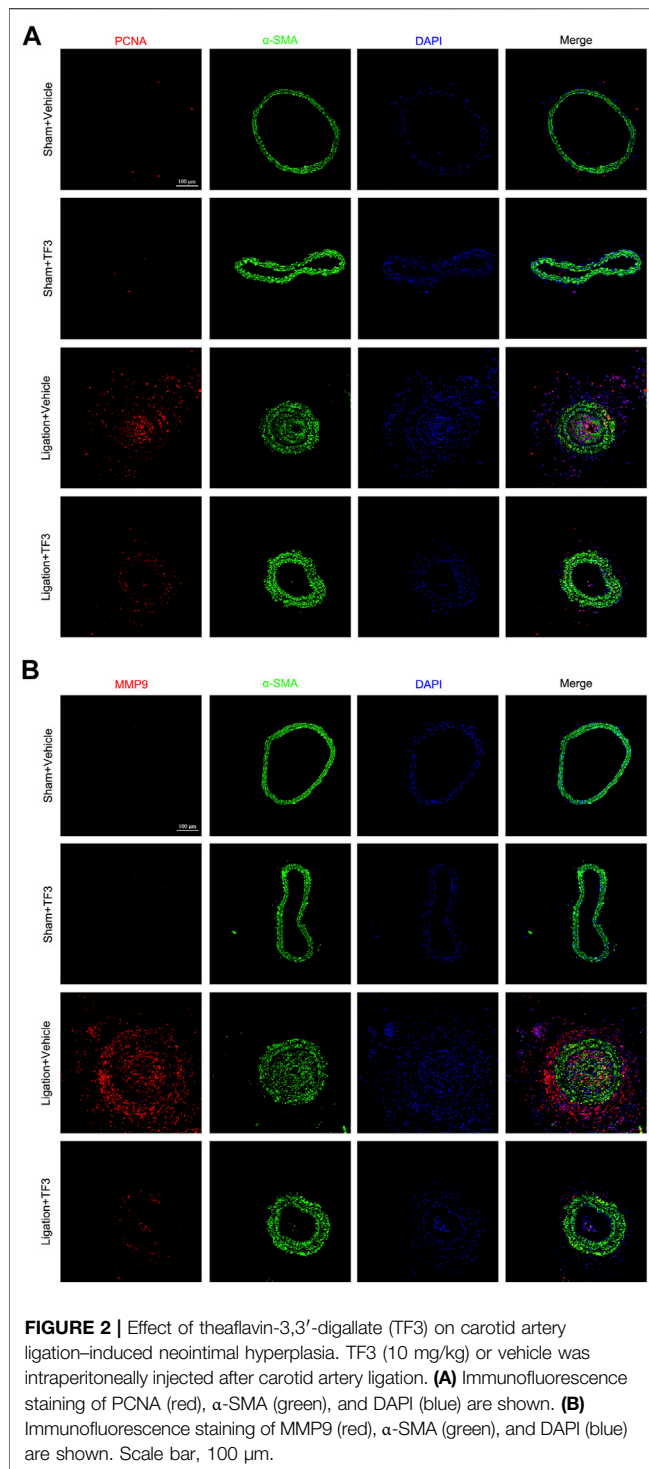 A
PCNA α-SMA DAPI Merge
Sham+Vehicle
100 μm
Sham+TF3
Ligation+Vehicle
Ligation+TF3
B
MMP9 α-SMA DAPI Merge
Sham+Vehicle
100 μm
Sham+TF3
Ligation+Vehicle
Ligation+TF3
FIGURE 2 | Effect of theaflavin-3,3′-digallate (TF3) on carotid artery
ligation–induced neointimal hyperplasia. TF3 (10 mg/kg) or vehicle was
intraperitoneally injected after carotid artery ligation. (A) Immunofluorescence
staining of PCNA (red), α-SMA (green), and DAPI (blue) are shown. (B)
Immunofluorescence staining of MMP9 (red), α-SMA (green), and DAPI (blue)
are shown. Scale bar, 100 μm.